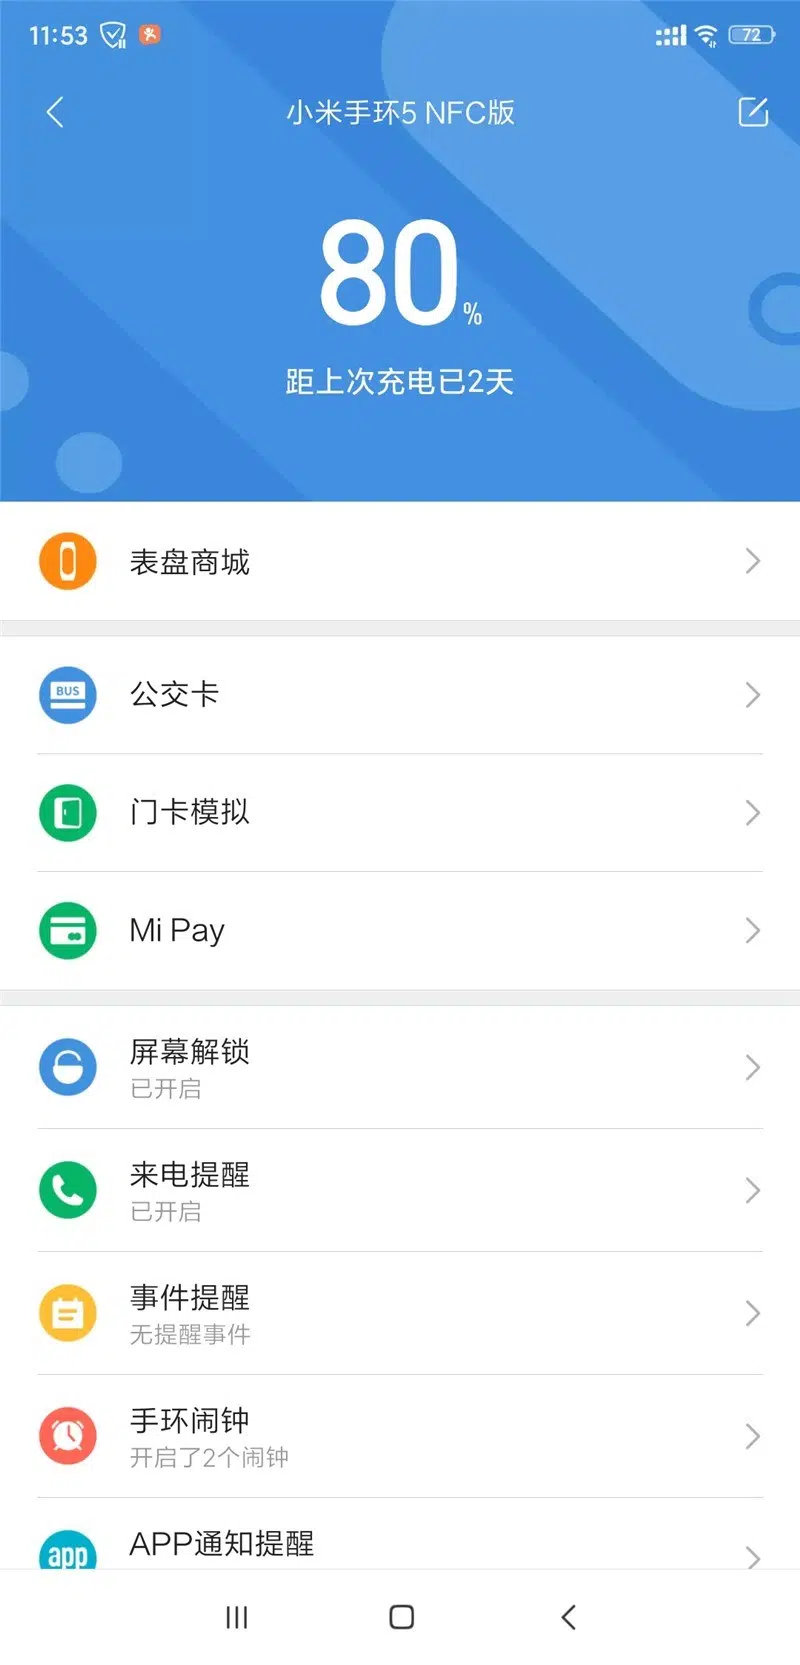 11:53
72
小米手环5 NFC版
80%
距上次充电已2天
表盘商城
BUS
公交卡
门卡模拟
Mi Pay
屏幕解锁
已开启
来电提醒
已开启
事件提醒
无提醒事件
手环闹钟
开启了2个闹钟
app
APP通知提醒